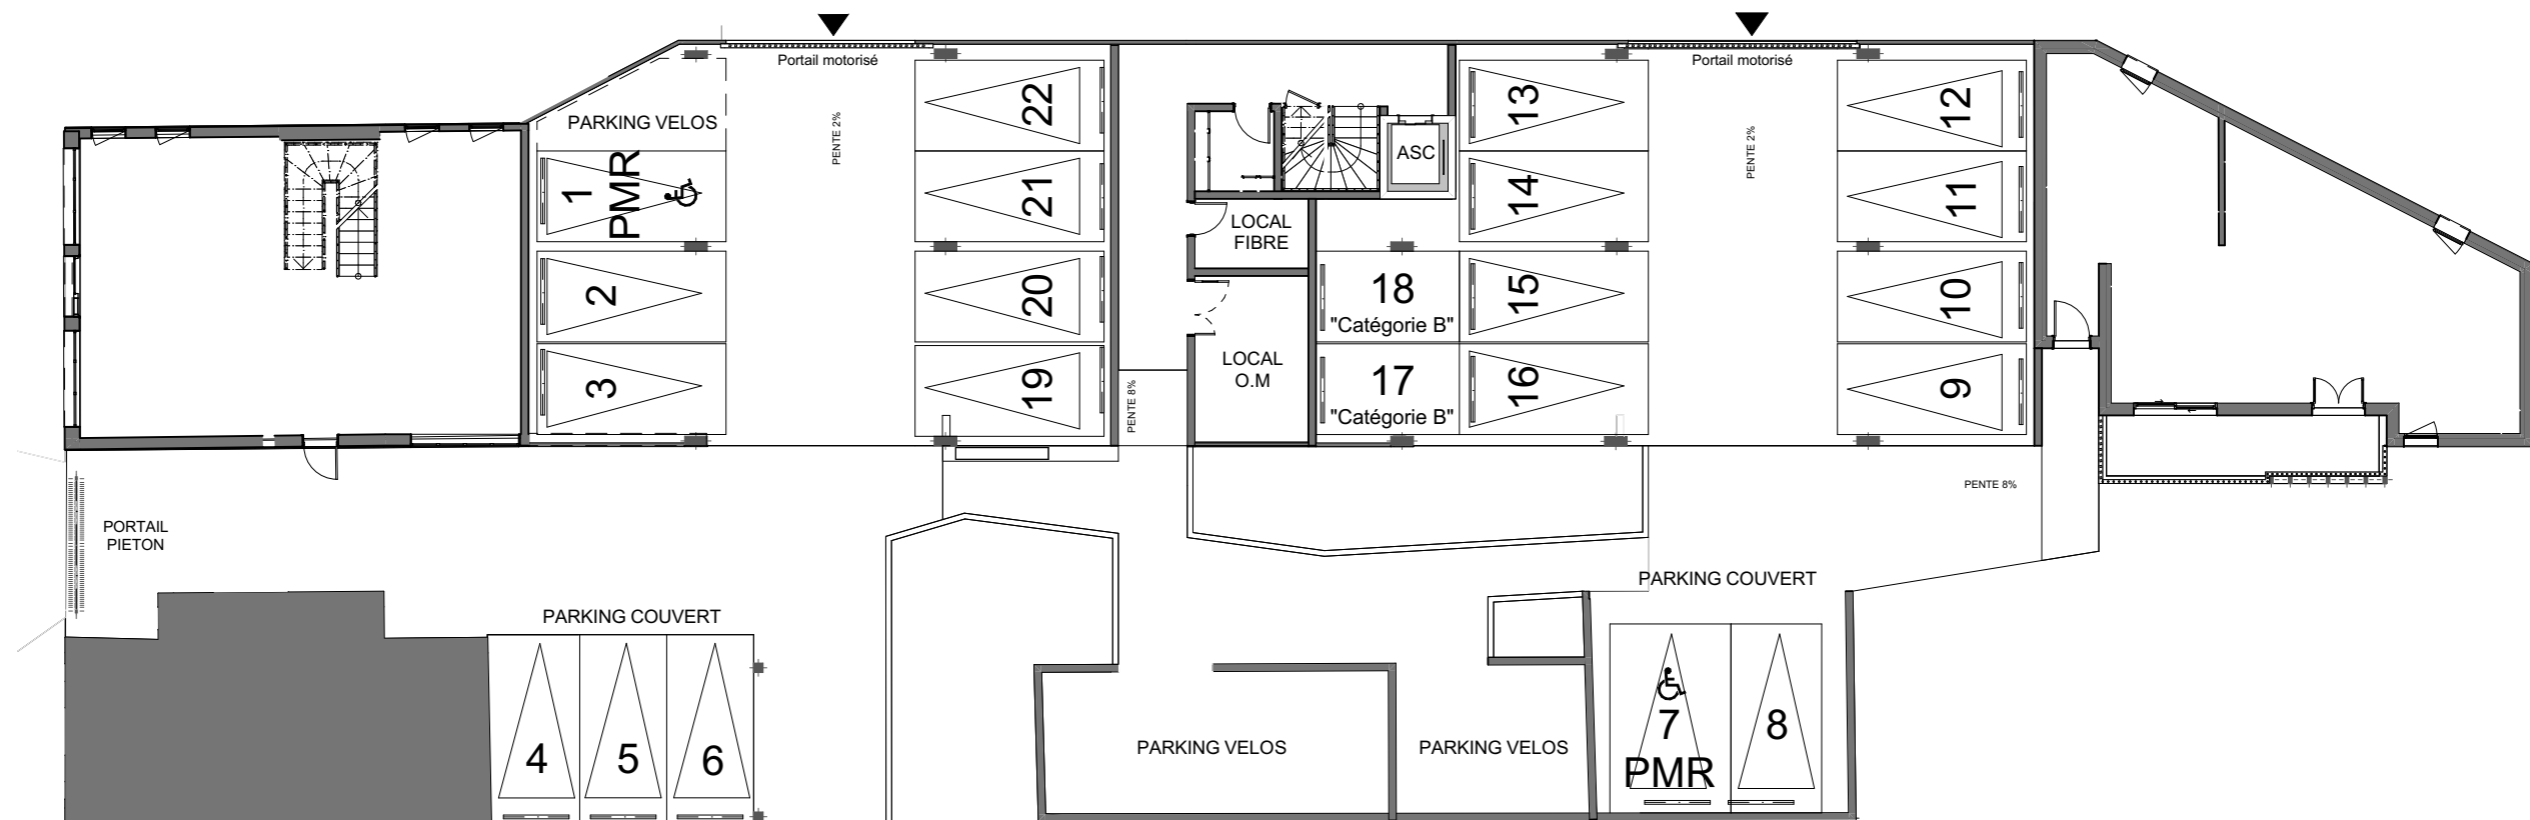 Portail motorisé
Portail motorisé
PARKING VELOS
PENTE 2%
22
13
PENTE 2%
12
1
PMR
21
ASC
14
11
LOCAL
FIBRE
2
20
18
"Catégorie B"
15
10
3
19
PENTE 8%
LOCAL
O.M
17
"Catégorie B"
16
9
PENTE 8%
PORTAIL
PIETON
PARKING COUVERT
PARKING COUVERT
4
5
6
PARKING VELOS
PARKING VELOS
7
PMR
8